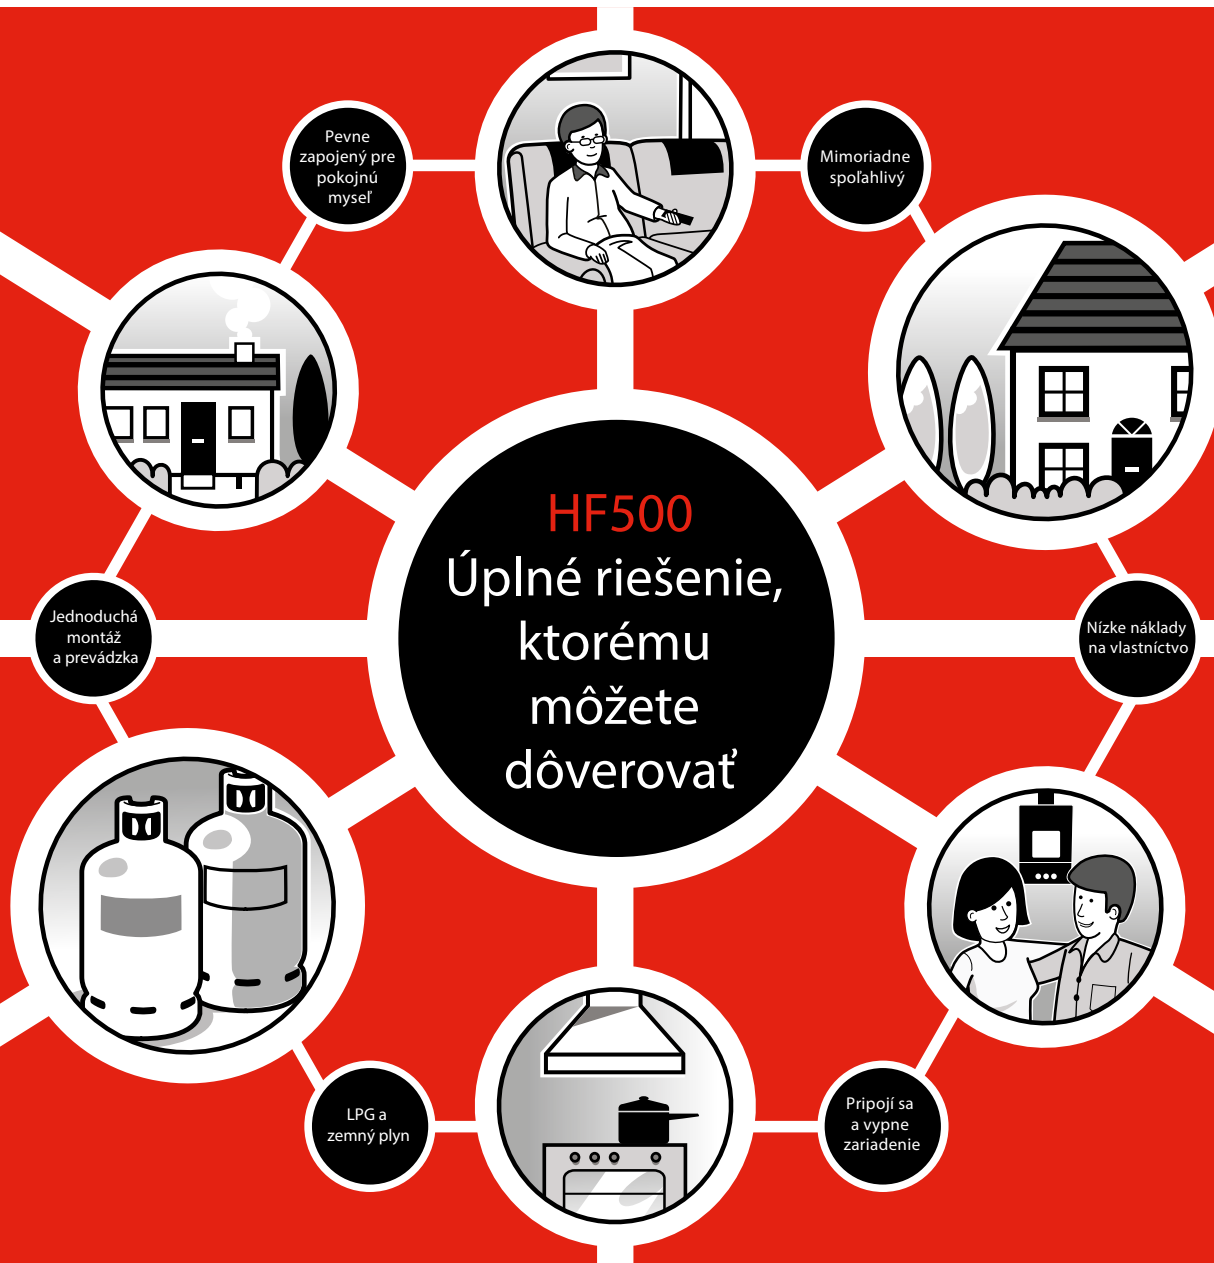 Pevne
zapojený pre
pokojnú
myseľ
Mimoriadne
spoľahlivý
HF500
Úplné riešenie,
ktorému
môžete
dôverovať
Jednoduchá
montáž
a prevádzka
Nízke náklady
na vlastníctvo
LPG a
zemný plyn
Pripojí sa
a vypne
zariadenie